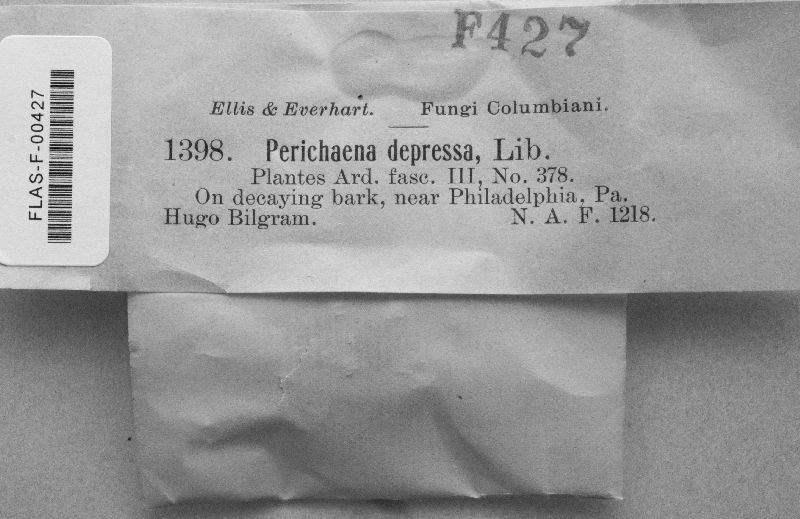 F427
FLAS-F-00427
Ellis & Everhart. Fungi Columbiani.
1398. Perichaena depressa, Lib.
Plantes Ard. fasc. III, No. 378.
On decaying bark, near Philadelphia, Pa.
Hugo Bilgram. N. A. F. 1218.